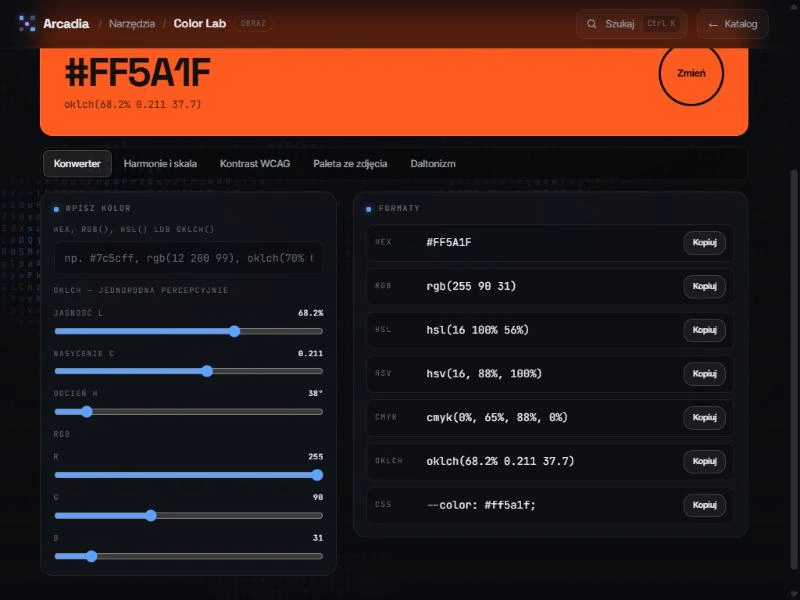 Arcadia / Narzędzia / Color Lab OBRAZ Szukaj Ctrl K ← Katalog
#FF5A1F
oklch(68.2% 0.211 37.7)
Zmień
Konwerter Harmonie i skala Kontrast WCAG Paleta ze zdjęcia Daltonizm
WPISZ KOLOR
HEX, RGB(), HSL() LUB OKLCH()
np. #7c5cff, rgb(12 200 99), oklch(70% 0
OKLCH — JEDNORODNA PERCEPCYJNIE
JASNOŚĆ L 68.2%
NASYCENIE C 0.211
ODCIEŃ H 38°
RGB
R 255
G 90
B 31
FORMATY
HEX #FF5A1F Kopiuj
RGB rgb(255 90 31) Kopiuj
HSL hsl(16 100% 56%) Kopiuj
HSV hsv(16, 88%, 100%) Kopiuj
CMYK cmyk(0%, 65%, 88%, 0%) Kopiuj
OKLCH oklch(68.2% 0.211 37.7) Kopiuj
CSS --color: #ff5a1f; Kopiuj